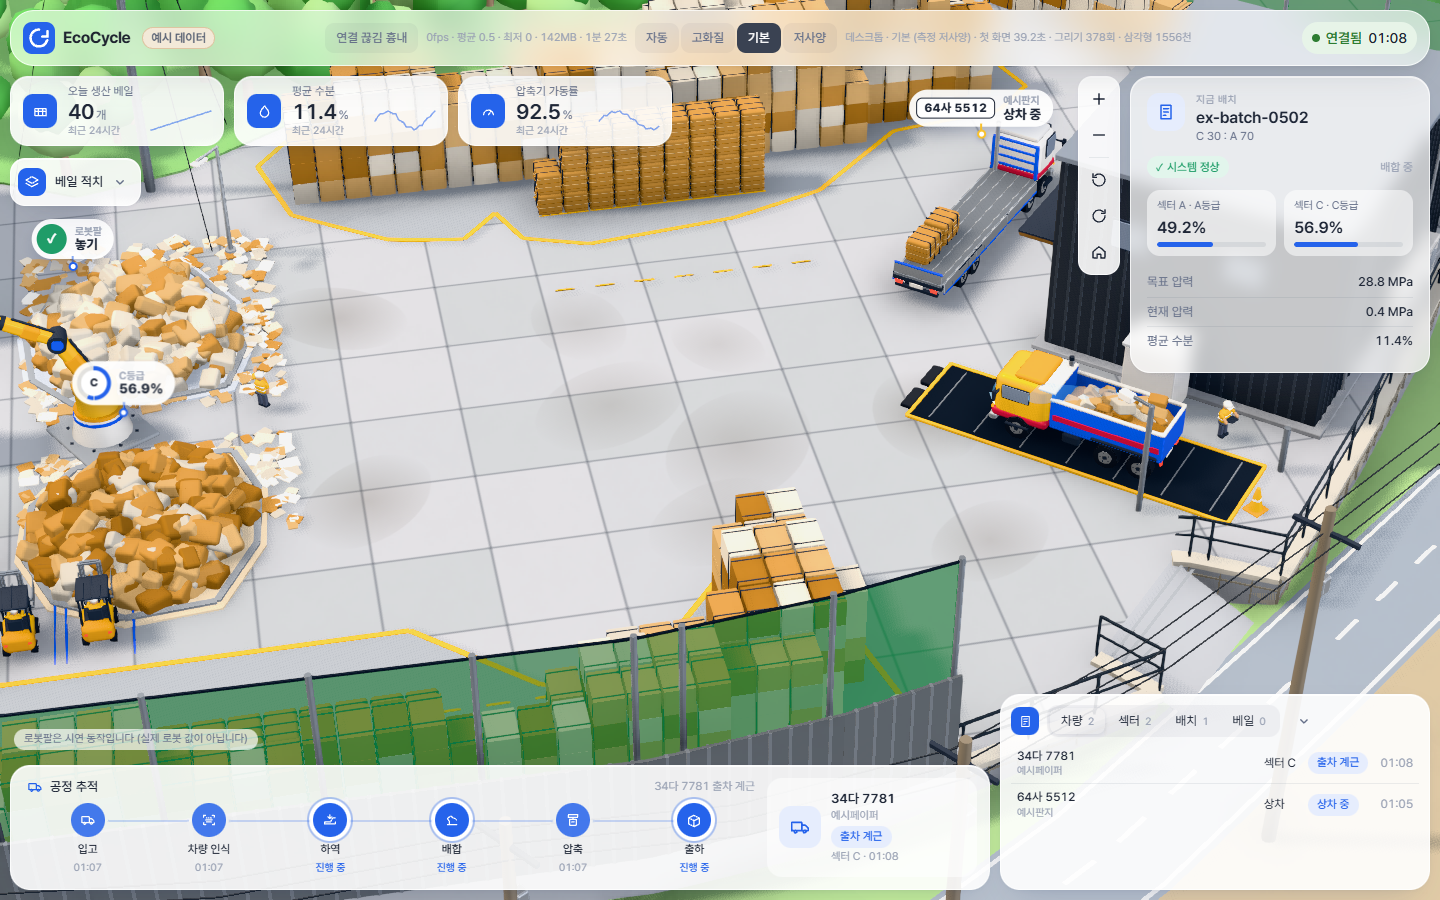 EcoCycle
예시 데이터
연결 끊김 흉내
0fps · 평균 0.5 · 최저 0 · 142MB · 1분 27초
자동
고화질
기본
저사양
데스크톱 · 기본 (측정 저사양) · 첫 화면 39.2초 · 그리기 378회 · 삼각형 1556천
연결됨 01:08
오늘 생산 베일
40개
최근 24시간
평균 수분
11.4%
최근 24시간
압축기 가동률
92.5%
최근 24시간
베일 적치
로봇팔
놓기
C
C등급
56.9%
64사 5512
예시판지
상차 중
지금 배치
ex-batch-0502
C 30 : A 70
✓ 시스템 정상
배합 중
섹터 A · A등급
49.2%
섹터 C · C등급
56.9%
목표 압력
28.8 MPa
현재 압력
0.4 MPa
평균 수분
11.4%
로봇팔은 시연 동작입니다 (실제 로봇 값이 아닙니다)
공정 추적
34다 7781 출차 계근
입고
01:07
차량 인식
01:07
하역
진행 중
배합
진행 중
압축
01:07
출하
진행 중
34다 7781
예시페이퍼
출차 계근
섹터 C · 01:08
차량 2
섹터 2
배치 1
베일 0
34다 7781
예시페이퍼
섹터 C
출차 계근
01:08
64사 5512
예시판지
상차
상차 중
01:05